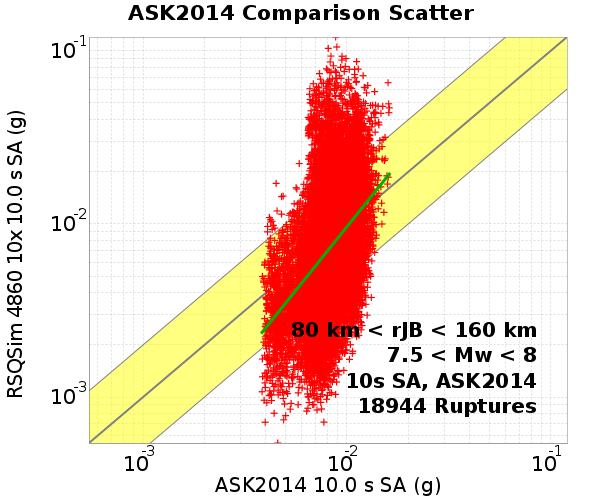 ASK2014 Comparison Scatter
RSQSim 4860 10x 10.0 s SA (g)
10-1
10-2
10-3
80 km < rJB < 160 km
7.5 < Mw < 8
10s SA, ASK2014
18944 Ruptures
10-3 10-2 10-1
ASK2014 10.0 s SA (g)